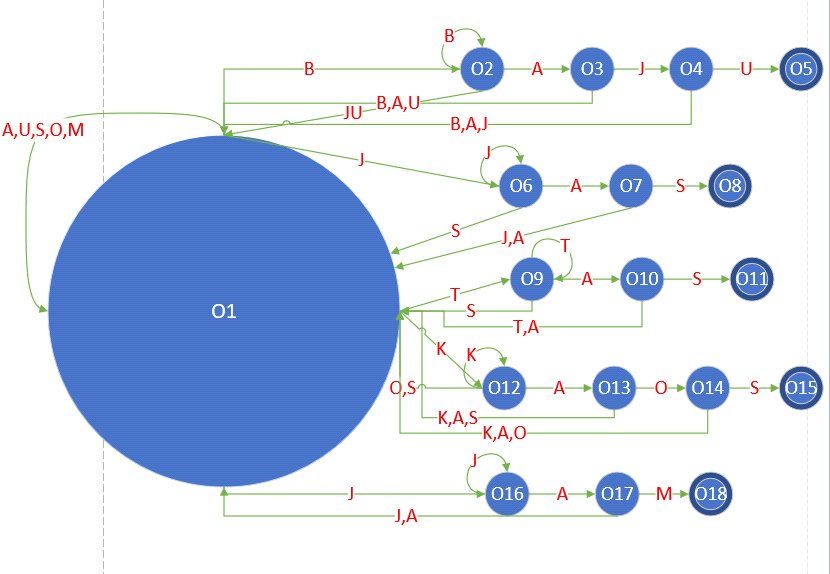 B
B
O2
A
O3
J
O4
U
O5
B,A,U
JU
B,A,J
A,U,S,O,M
J
J
O6
A
O7
S
O8
S
J,A
T
O9
A
O10
S
O11
T
S
T,A
O1
K
K
O12
A
O13
O
O14
S
O15
O,S
K,A,S
K,A,O
J
J
O16
A
O17
M
O18
J,A